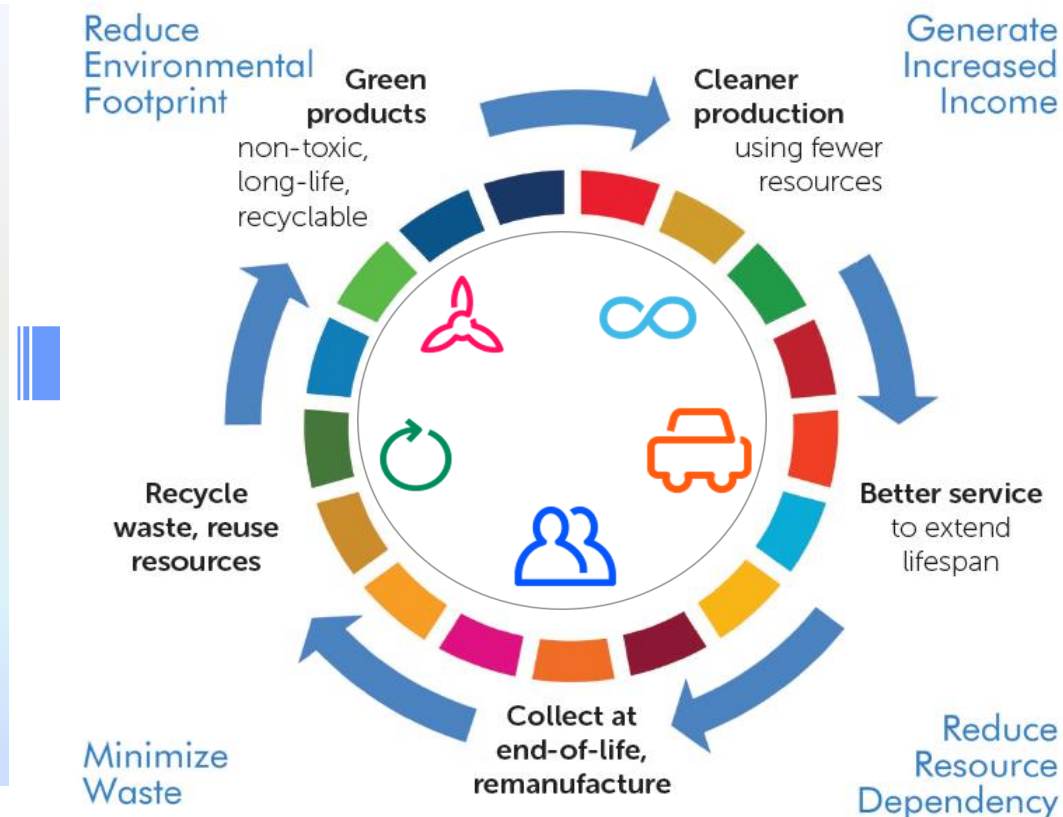 Reduce
Environmental
Footprint
Generate
Increased
Income
Green
products
non-toxic,
long-life,
recyclable
Cleaner
production
using fewer
resources
Better service
to extend
lifespan
Collect at
end-of-life,
remanufacture
Recycle
waste, reuse
resources
Minimize
Waste
Reduce
Resource
Dependency